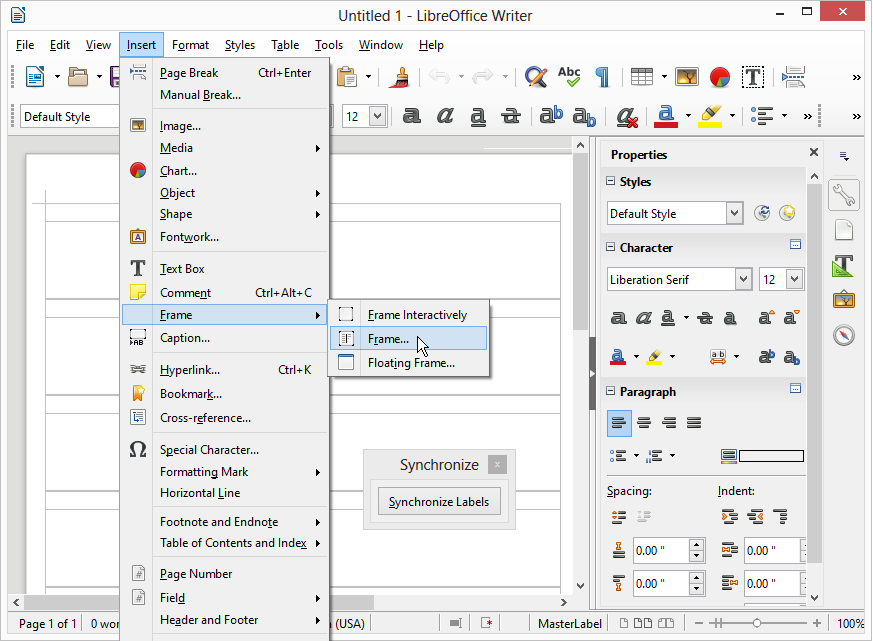 Untitled 1 - LibreOffice Writer
File Edit View Insert Format Styles Table Tools Window Help
Abc
Default Style
12
Page Break Ctrl+Enter
Manual Break...
Image...
Media
Chart...
Object
Shape
Fontwork...
Text Box
Comment Ctrl+Alt+C
Frame
Caption...
Hyperlink... Ctrl+K
Bookmark...
Cross-reference...
Special Character...
Formatting Mark
Horizontal Line
Footnote and Endnote
Table of Contents and Index
Page Number
Field
Header and Footer
Frame Interactively
Frame...
Floating Frame...
Synchronize
Synchronize Labels
Properties
Styles
Default Style
Character
Liberation Serif 12
Paragraph
Spacing: Indent:
0.00 " 0.00 "
0.00 " 0.00 "
Page 1 of 1 0 wor (USA) MasterLabel 100%